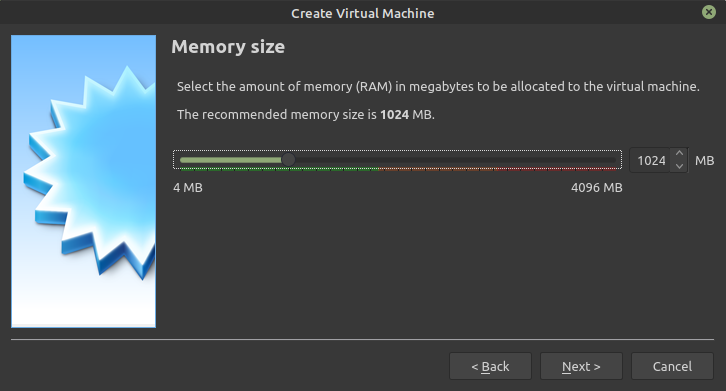 Create Virtual Machine
Memory size
Select the amount of memory (RAM) in megabytes to be allocated to the virtual machine.
The recommended memory size is 1024 MB.
1024 MB
4 MB 4096 MB
< Back Next > Cancel